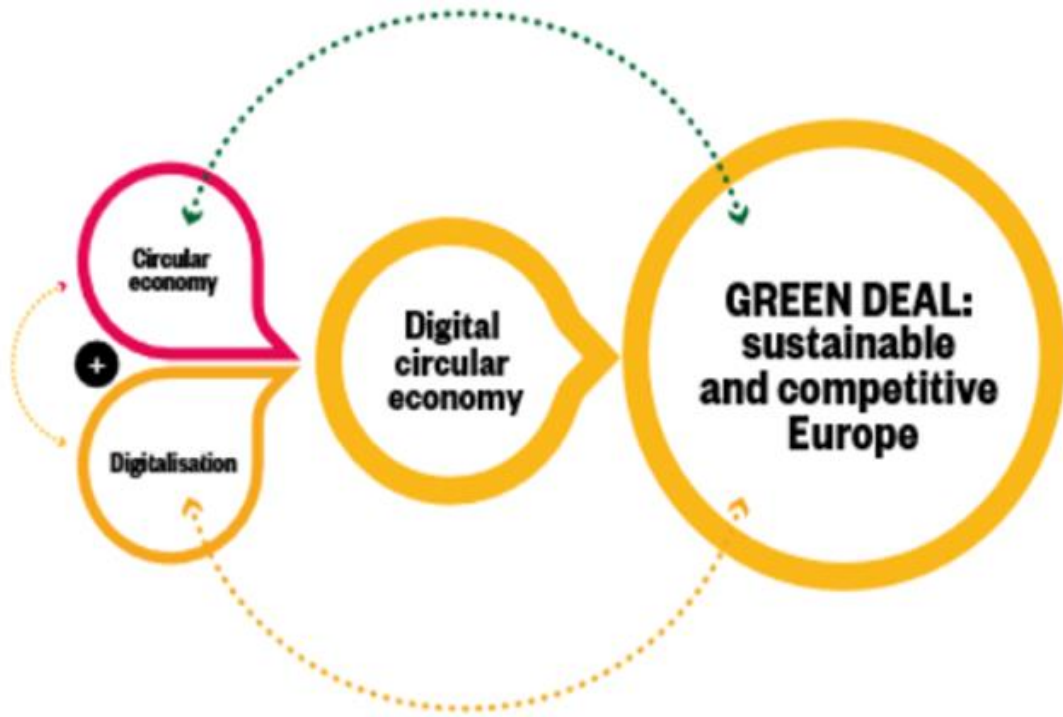 Circular
economy
+
Digitalisation
Digital
circular
economy
GREEN DEAL:
sustainable
and competitive
Europe